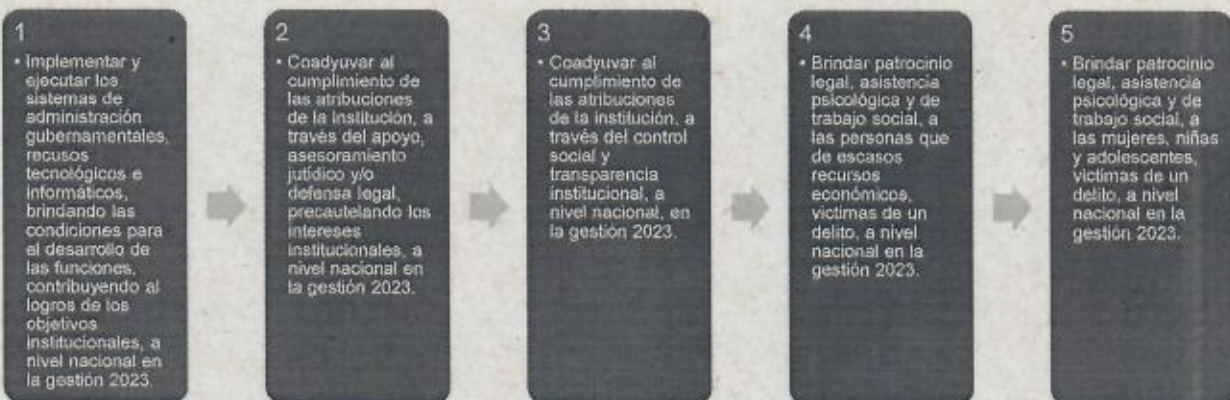 1
• Implementar y
ejecutar los
sistemas de
administración
gubernamentales,
recusos
tecnológicos e
informáticos,
brindando las
condiciones para
el desarrollo de
las funciones,
contribuyendo al
logros de los
objetivos
institucionales, a
nivel nacional en
la gestión 2023.
2
• Coadyuvar al
cumplimiento de
las atribuciones
de la institución, a
través del apoyo,
asesoramiento
jutídico y/o
defensa legal,
precautelando los
intereses
institucionales, a
nivel nacional en
la gestión 2023.
3
• Coadyuvar al
cumplimiento de
las atribuciones
de la institución, a
través del control
social y
transparencia
institucional, a
nivel nacional, en
la gestión 2023.
4
• Brindar patrocinio
legal, asistencia
psicológica y de
trabajo social, a
las personas que
de escasos
recursos
económicos,
victimas de un
delito, a nivel
nacional en la
gestión 2023.
5
• Brindar patrocinio
legal, asistencia
psicológica y de
trabajo social, a
las mujeres, niñas
y adolescentes,
victimas de un
delito, a nivel
nacional en la
gestión 2023.